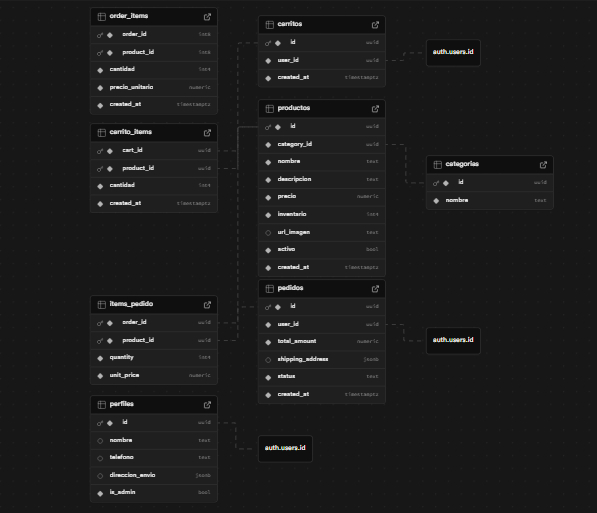 order_items
order_id int8
product_id int8
cantidad int4
precio_unitario numeric
created_at timestamptz
cerrito_items
cart_id uuid
product_id uuid
cantidad int4
created_at timestamptz
items_pedido
order_id uuid
product_id uuid
quantity int4
unit_price numeric
perfiles
id uuid
nombre text
telefono text
direccion_envio jsonb
is_admin bool
cerritos
id uuid
user_id uuid
created_at timestamptz
productos
id uuid
category_id uuid
nombre text
descripcion text
precio numeric
inventario int4
url_imagen text
activo bool
created_at timestamptz
pedidos
id uuid
user_id uuid
total_amount numeric
shipping_address jsonb
status text
created_at timestamptz
auth.users.id
auth.users.id
categorias
id uuid
nombre text
auth.users.id